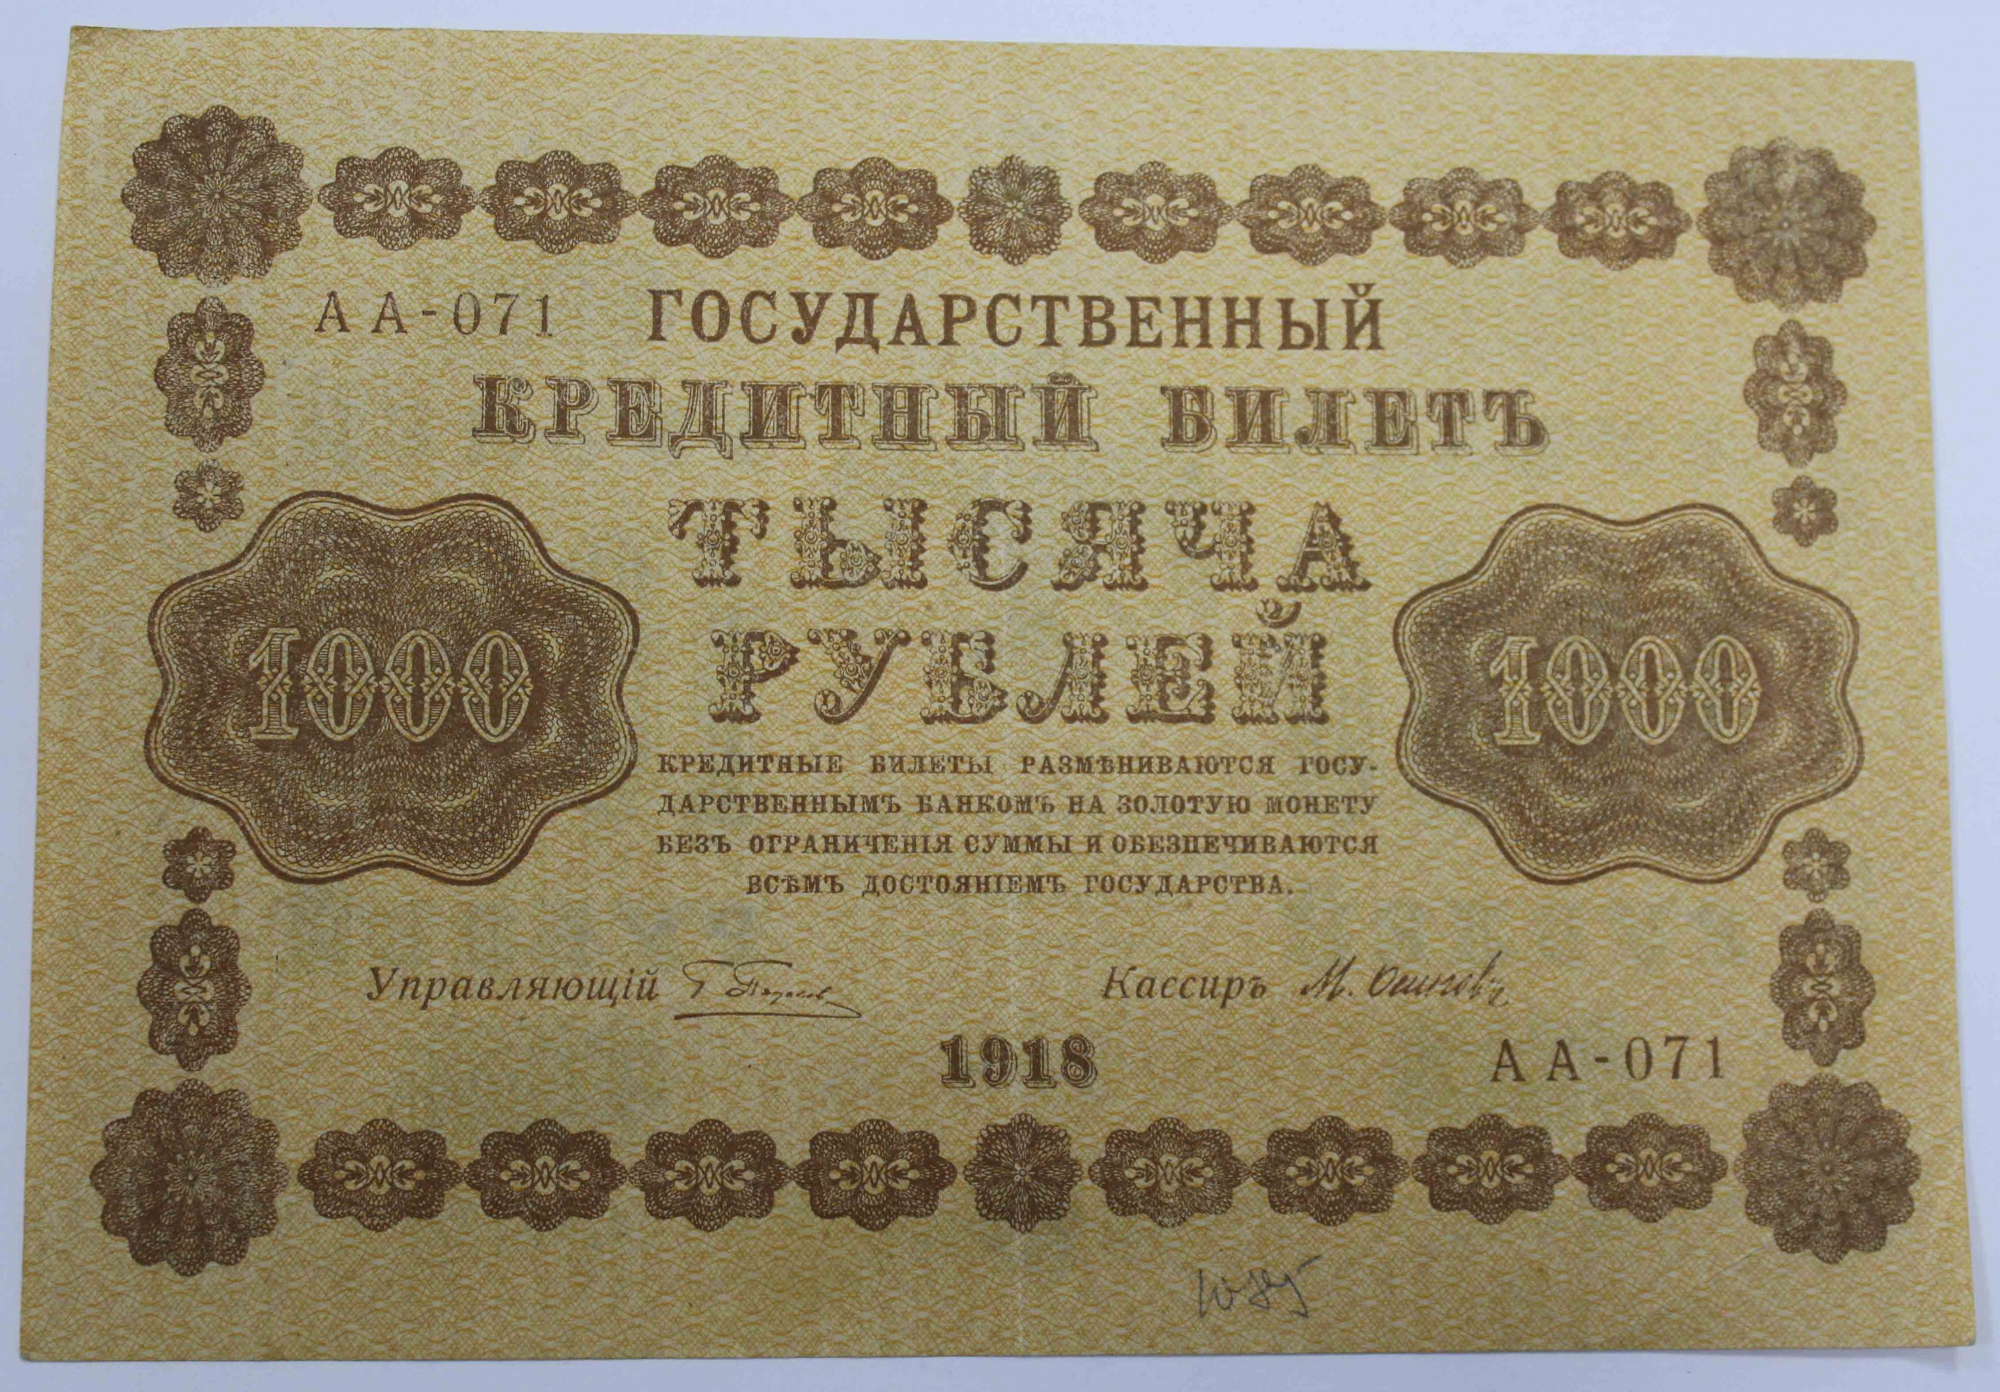 АА-071 ГОСУДАРСТВЕННЫЙ
КРЕДИТНЫЙ БИЛЕТЪ
ТЫСЯЧА
РУБЛЕЙ
1000
1000
КРЕДИТНЫЕ БИЛЕТЫ РАЗМѢНИВАЮТСЯ ГОСУ-
ДАРСТВЕННЫМЪ БАНКОМЪ НА ЗОЛОТУЮ МОНЕТУ
БЕЗЪ ОГРАНИЧЕНІЯ СУММЫ И ОБЕЗПЕЧИВАЮТСЯ
ВСѢМЪ ДОСТОЯНІЕМЪ ГОСУДАРСТВА.
Управляющій
Кассиръ М. Осиповъ
1918
АА-071